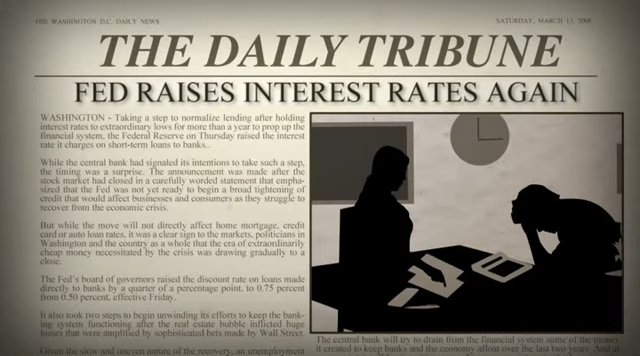 THE WASHINGTON D.C. DAILY NEWS
SATURDAY, MARCH 13, 2008
THE DAILY TRIBUNE
FED RAISES INTEREST RATES AGAIN
WASHINGTON - Taking a step to normalize lending after holding
interest rates to extraordinary lows for more than a year to prop up the
financial system, the Federal Reserve on Thursday raised the interest
rate it charges on short-term loans to banks..
While the central bank had signaled its intentions to take such a step,
the timing was a surprise. The announcement was made after the
stock market had closed in a carefully worded statement that empha-
sized that the Fed was not yet ready to begin a broad tightening of
credit that would affect businesses and consumers as they struggle to
recover from the economic crisis.
But while the move will not directly affect home mortgage, credit
card or auto loan rates, it was a clear sign to the markets, politicians in
Washington and the country as a whole that the era of extraordinarily
cheap money necessitated by the crisis was drawing gradually to a
close.
The Fed's board of governors raised the discount rate on loans made
directly to banks by a quarter of a percentage point, to 0.75 percent
from 0.50 percent, effective Friday.
It also took two steps to begin unwinding its efforts to keep the bank-
ing system functioning after the real estate bubble inflicted huge
losses that were amplified by sophisticated bets made by Wall Street.
Given the slow and uneven nature of the recovery, an unemployment
The central bank will try to drain from the financial system some of the money
it created to keep banks and the economy afloat over the last two years. And it